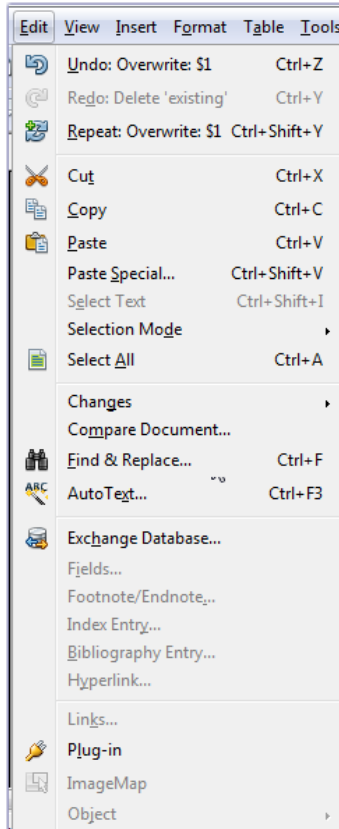 Edit View Insert Format Table Tools
Undo: Overwrite: $1 Ctrl+Z
Redo: Delete 'existing' Ctrl+Y
Repeat: Overwrite: $1 Ctrl+Shift+Y
Cut Ctrl+X
Copy Ctrl+C
Paste Ctrl+V
Paste Special... Ctrl+Shift+V
Select Text Ctrl+Shift+I
Selection Mode
Select All Ctrl+A
Changes
Compare Document...
Find & Replace... Ctrl+F
ABC AutoText... Ctrl+F3
Exchange Database...
Fields...
Footnote/Endnote...
Index Entry...
Bibliography Entry...
Hyperlink...
Links...
Plug-in
ImageMap
Object